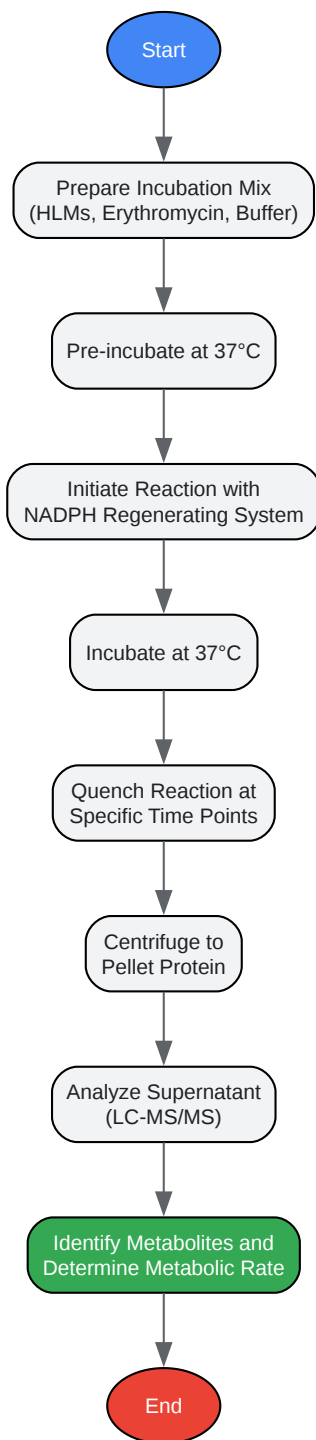 Start
Prepare Incubation Mix
(HLMs, Erythromycin, Buffer)
Pre-incubate at 37°C
Initiate Reaction with
NADPH Regenerating System
Incubate at 37°C
Quench Reaction at
Specific Time Points
Centrifuge to
Pellet Protein
Analyze Supernatant
(LC-MS/MS)
Identify Metabolites and
Determine Metabolic Rate
End